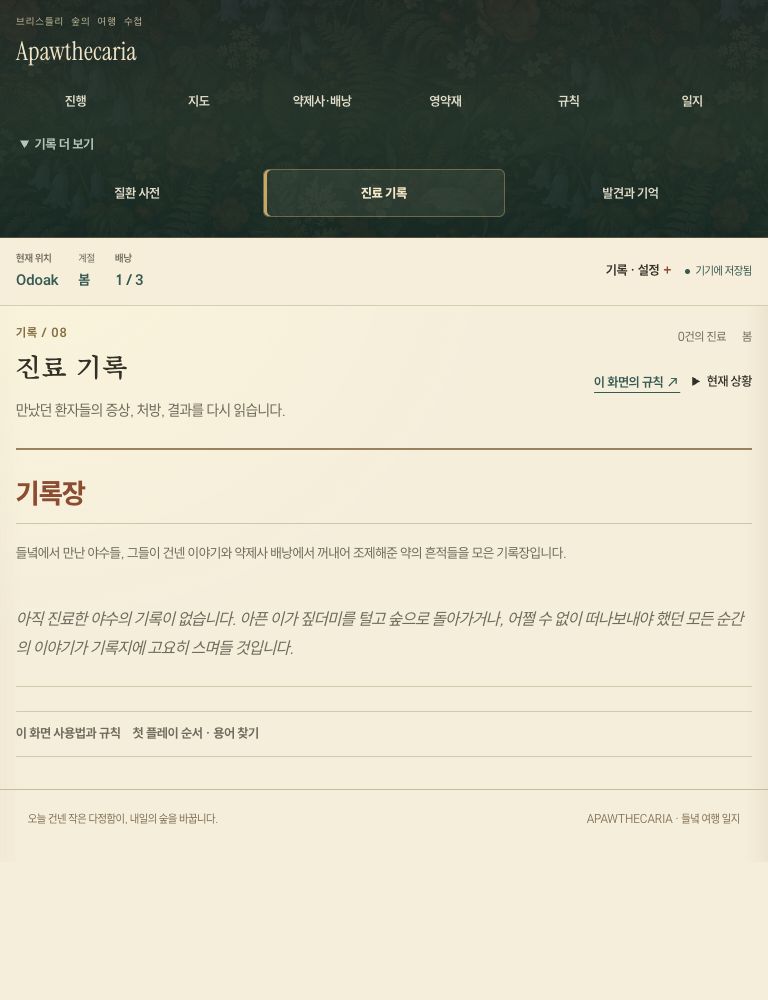 브리스틀리 숲의 여행 수첩
Apawthecaria
진행 지도 약제사·배낭 영약재 규칙 일지
▼ 기록 더 보기
질환 사전 진료 기록 발견과 기억
현재 위치 계절 배낭
Odoak 봄 1 / 3
기록 · 설정 + ● 기기에 저장됨
기록 / 08
진료 기록
0건의 진료 봄
이 화면의 규칙 ↗ ▶ 현재 상황
만났던 환자들의 증상, 처방, 결과를 다시 읽습니다.
기록장
들녘에서 만난 야수들, 그들이 건넨 이야기와 약제사 배낭에서 꺼내어 조제해준 약의 흔적들을 모은 기록장입니다.
아직 진료한 야수의 기록이 없습니다. 아픈 이가 짚더미를 털고 숲으로 돌아가거나, 어쩔 수 없이 떠나보내야 했던 모든 순간
의 이야기가 기록지에 고요히 스며들 것입니다.
이 화면 사용법과 규칙 첫 플레이 순서 · 용어 찾기
오늘 건넨 작은 다정함이, 내일의 숲을 바꿉니다.
APAWTHECARIA · 들녘 여행 일지